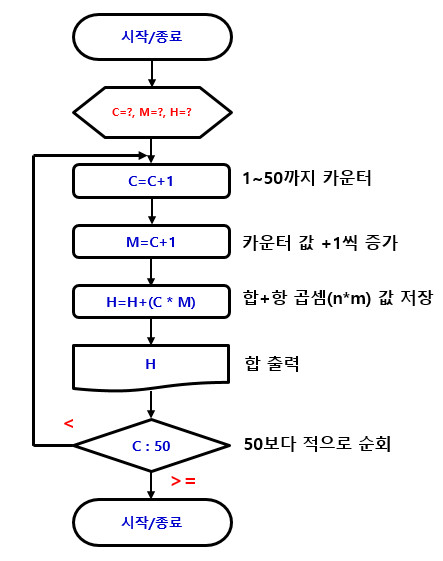 시작/종료
C=?, M=?, H=?
C=C+1
1~50까지 카운터
M=C+1
카운터 값 +1씩 증가
H=H+(C * M)
합+항 곱셈(n*m) 값 저장
H
합 출력
<
C : 50
50보다 적으로 순회
>=
시작/종료